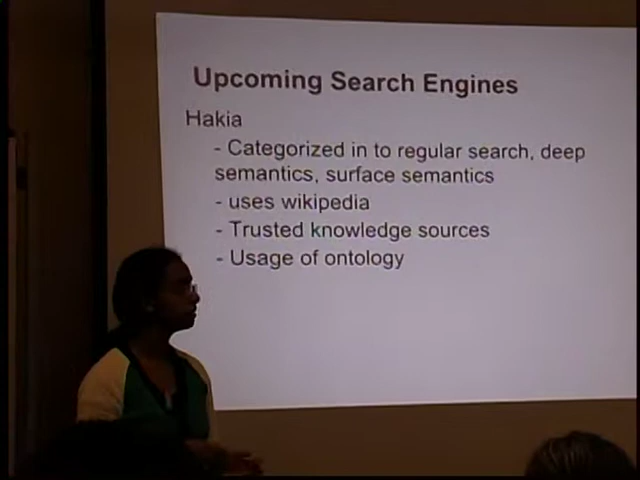 Upcoming Search Engines
Hakia
- Categorized in to regular search, deep
semantics, surface semantics
- uses wikipedia
- Trusted knowledge sources
- Usage of ontology